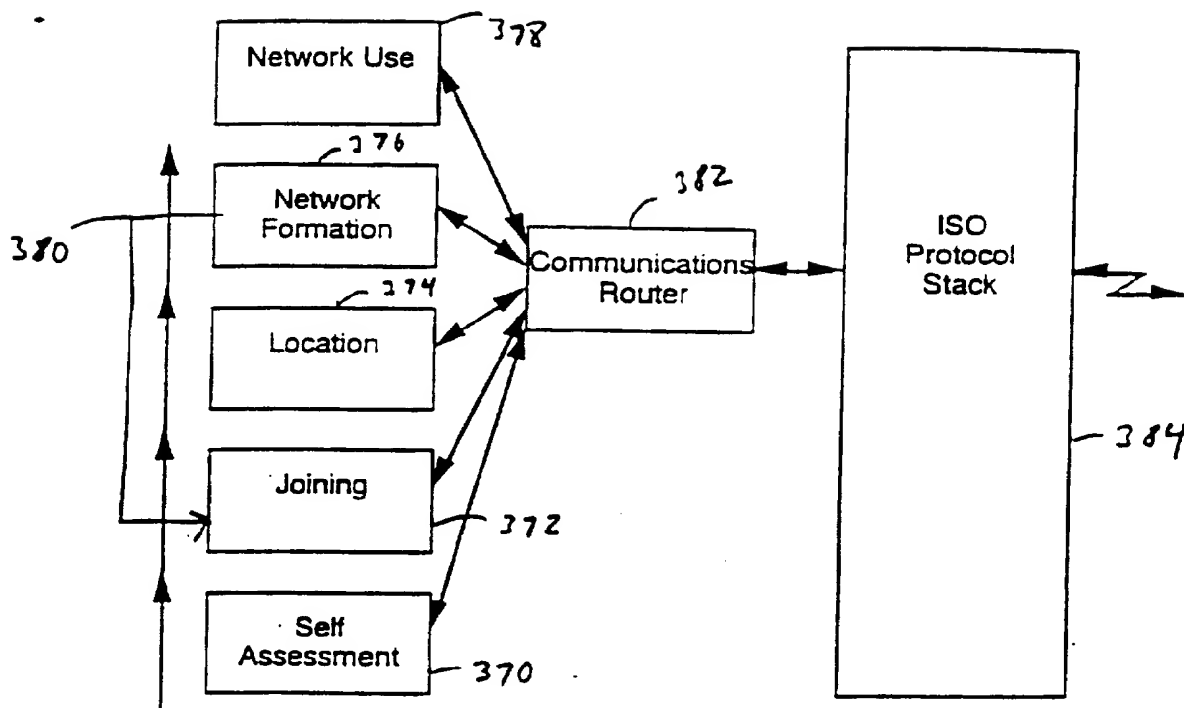 378
Network Use
376
Network
Formation
380
382
Communications
Router
ISO
Protocol
Stack
374
Location
384
Joining
372
Self
Assessment
370